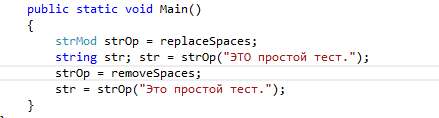 public static void Main()
{
strMod strOp = replaceSpaces;
string str; str = strOp("ЭТО простой тест.");
strOp = removeSpaces;
str = strOp("Это простой тест.");
}